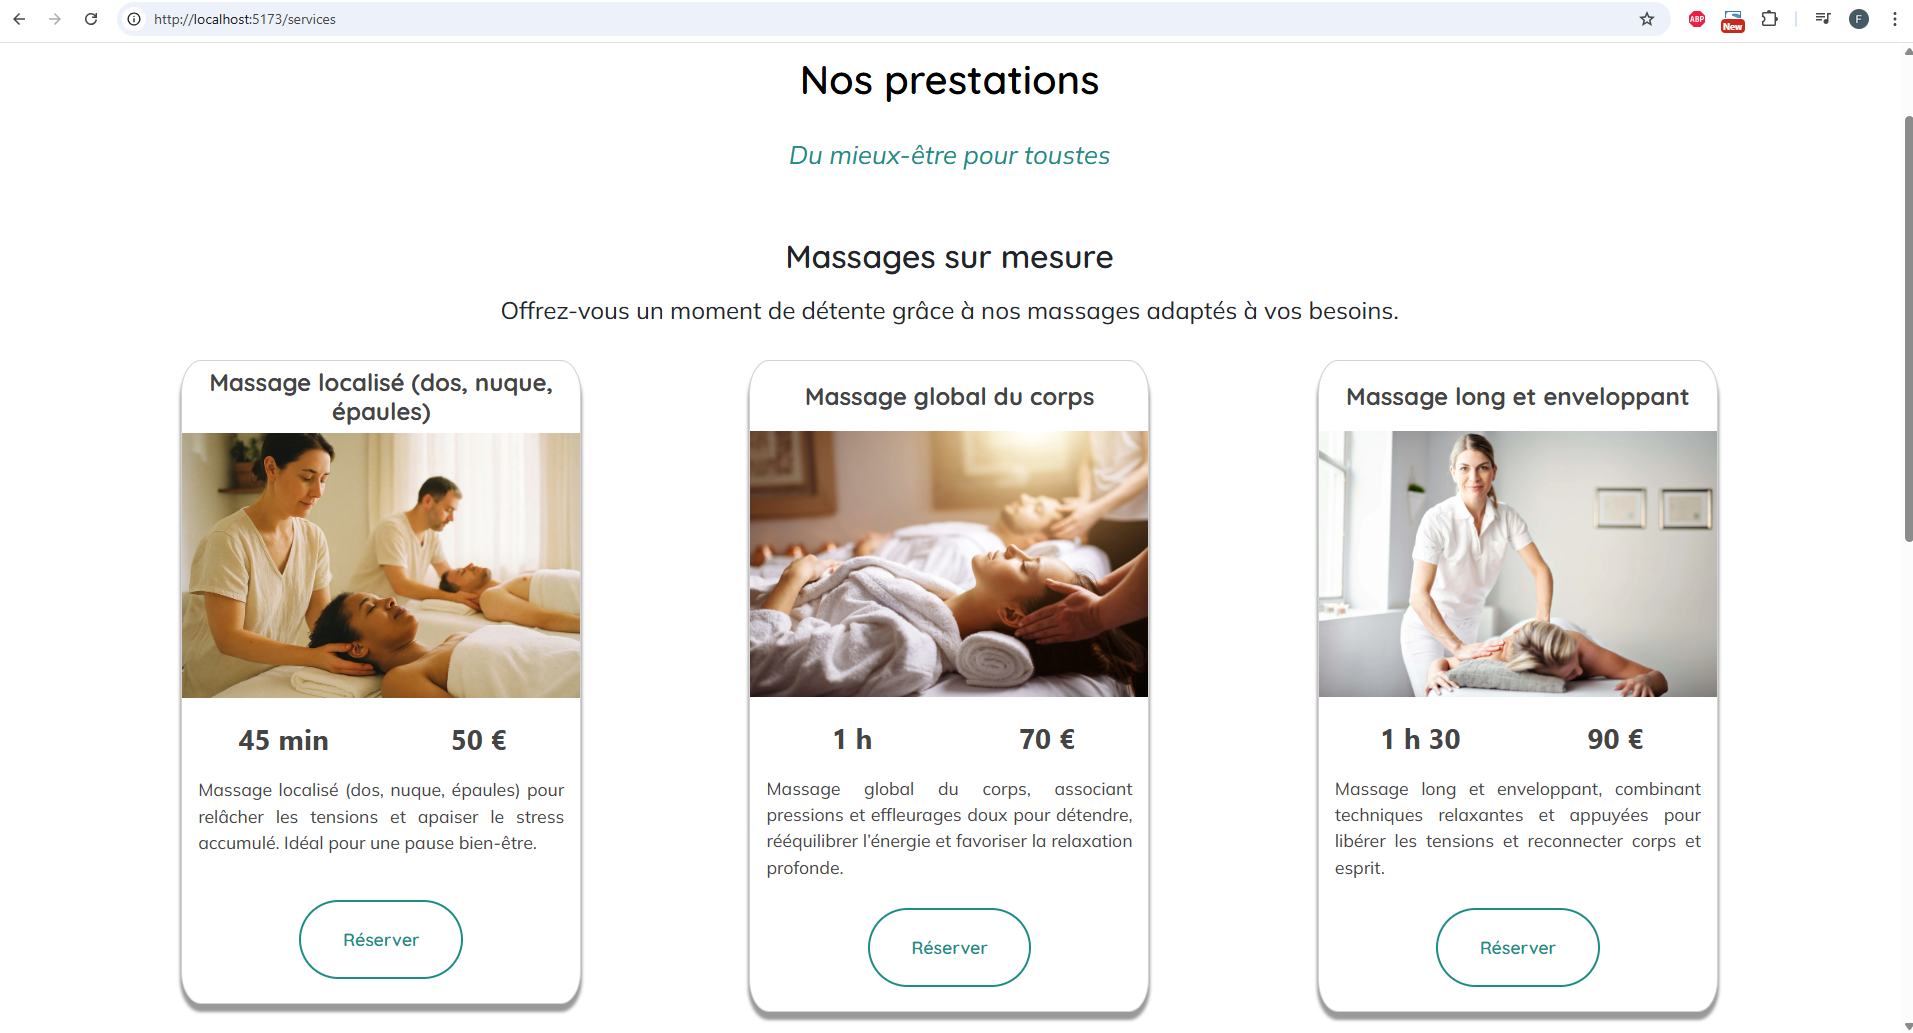 http://localhost:5173/services
ABP
New
F
Nos prestations
Du mieux-être pour toustes
Massages sur mesure
Offrez-vous un moment de détente grâce à nos massages adaptés à vos besoins.
Massage localisé (dos, nuque,
épaules)
45 min 50 €
Massage localisé (dos, nuque, épaules) pour
relâcher les tensions et apaiser le stress
accumulé. Idéal pour une pause bien-être.
Réserver
Massage global du corps
1 h 70 €
Massage global du corps, associant
pressions et effleurages doux pour détendre,
rééquilibrer l’énergie et favoriser la relaxation
profonde.
Réserver
Massage long et enveloppant
1 h 30 90 €
Massage long et enveloppant, combinant
techniques relaxantes et appuyées pour
libérer les tensions et reconnecter corps et
esprit.
Réserver